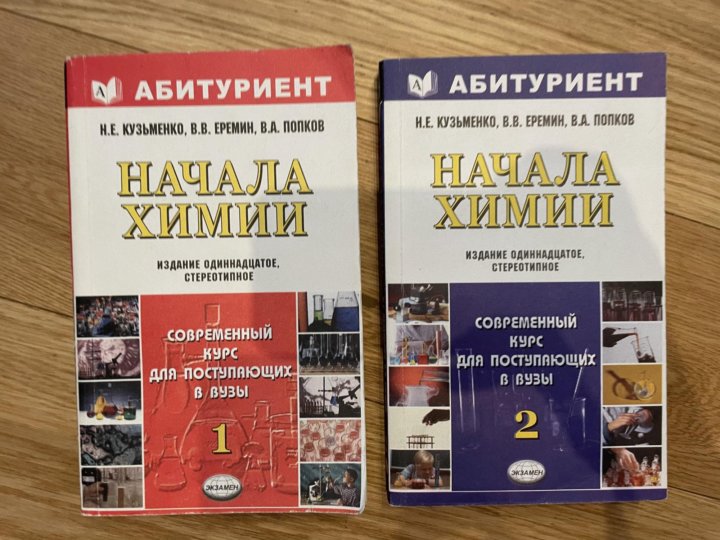 А АБИТУРИЕНТ
Н.Е. КУЗЬМЕНКО, В.В. ЕРЕМИН, В.А. ПОПКОВ
НАЧАЛА
ХИМИИ
ИЗДАНИЕ ОДИННАДЦАТОЕ,
СТЕРЕОТИПНОЕ
СОВРЕМЕННЫЙ
КУРС
ДЛЯ ПОСТУПАЮЩИХ
В ВУЗЫ
1
ЭКЗАМЕН
А АБИТУРИЕНТ
Н.Е. КУЗЬМЕНКО, В.В. ЕРЕМИН, В.А. ПОПКОВ
НАЧАЛА
ХИМИИ
ИЗДАНИЕ ОДИННАДЦАТОЕ,
СТЕРЕОТИПНОЕ
СОВРЕМЕННЫЙ
КУРС
ДЛЯ ПОСТУПАЮЩИХ
В ВУЗЫ
2
ЭКЗАМЕН